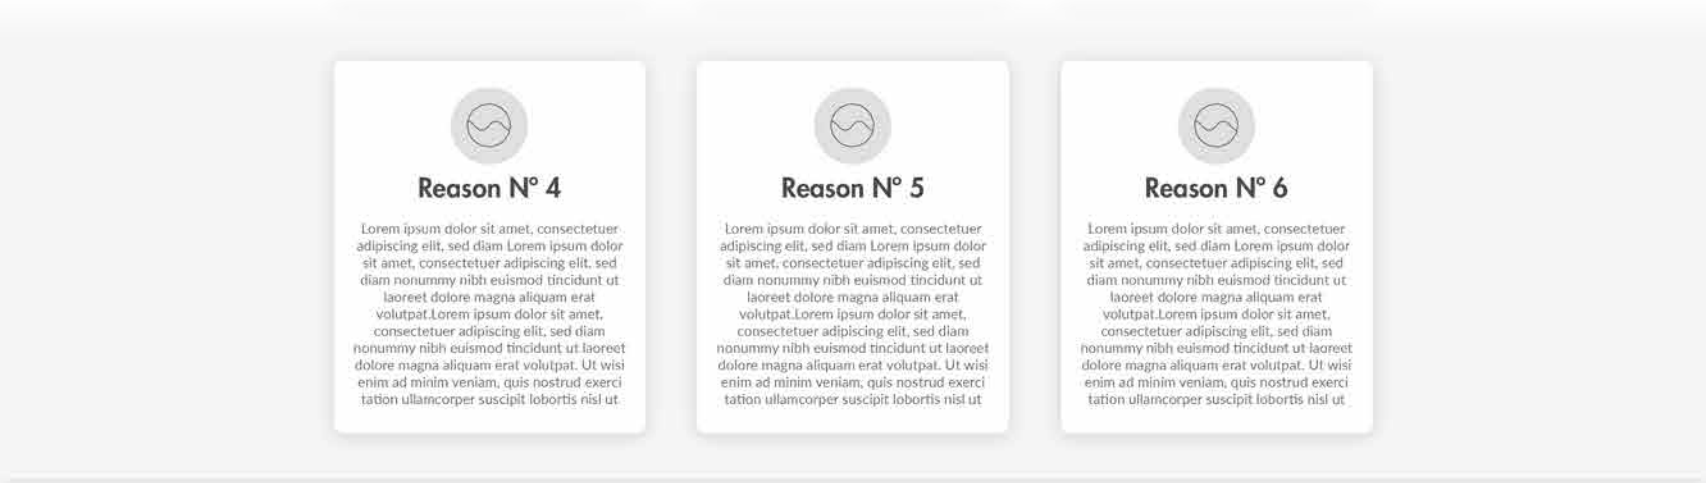 Reason Nº 4
Lorem ipsum dolor sit amet, consectetuer
adipiscing elit, sed diam Lorem ipsum dolor
sit amet, consectetuer adipiscing elit, sed
diam nonummy nibh euismod tincidunt ut
laoreet dolore magna aliquam erat
volutpat.Lorem ipsum dolor sit amet,
consectetuer adipiscing elit, sed diam
nonummy nibh euismod tincidunt ut laoreet
dolore magna aliquam erat volutpat. Ut wisi
enim ad minim veniam, quis nostrud exerci
tation ullamcorper suscipit lobortis nisl ut
Reason Nº 5
Lorem ipsum dolor sit amet, consectetuer
adipiscing elit, sed diam Lorem ipsum dolor
sit amet, consectetuer adipiscing elit, sed
diam nonummy nibh euismod tincidunt ut
laoreet dolore magna aliquam erat
volutpat.Lorem ipsum dolor sit amet,
consectetuer adipiscing elit, sed diam
nonummy nibh euismod tincidunt ut laoreet
dolore magna aliquam erat volutpat. Ut wisi
enim ad minim veniam, quis nostrud exerci
tation ullamcorper suscipit lobortis nisl ut
Reason Nº 6
Lorem ipsum dolor sit amet, consectetuer
adipiscing elit, sed diam Lorem ipsum dolor
sit amet, consectetuer adipiscing elit, sed
diam nonummy nibh euismod tincidunt ut
laoreet dolore magna aliquam erat
volutpat.Lorem ipsum dolor sit amet,
consectetuer adipiscing elit, sed diam
nonummy nibh euismod tincidunt ut laoreet
dolore magna aliquam erat volutpat. Ut wisi
enim ad minim veniam, quis nostrud exerci
tation ullamcorper suscipit lobortis nisl ut